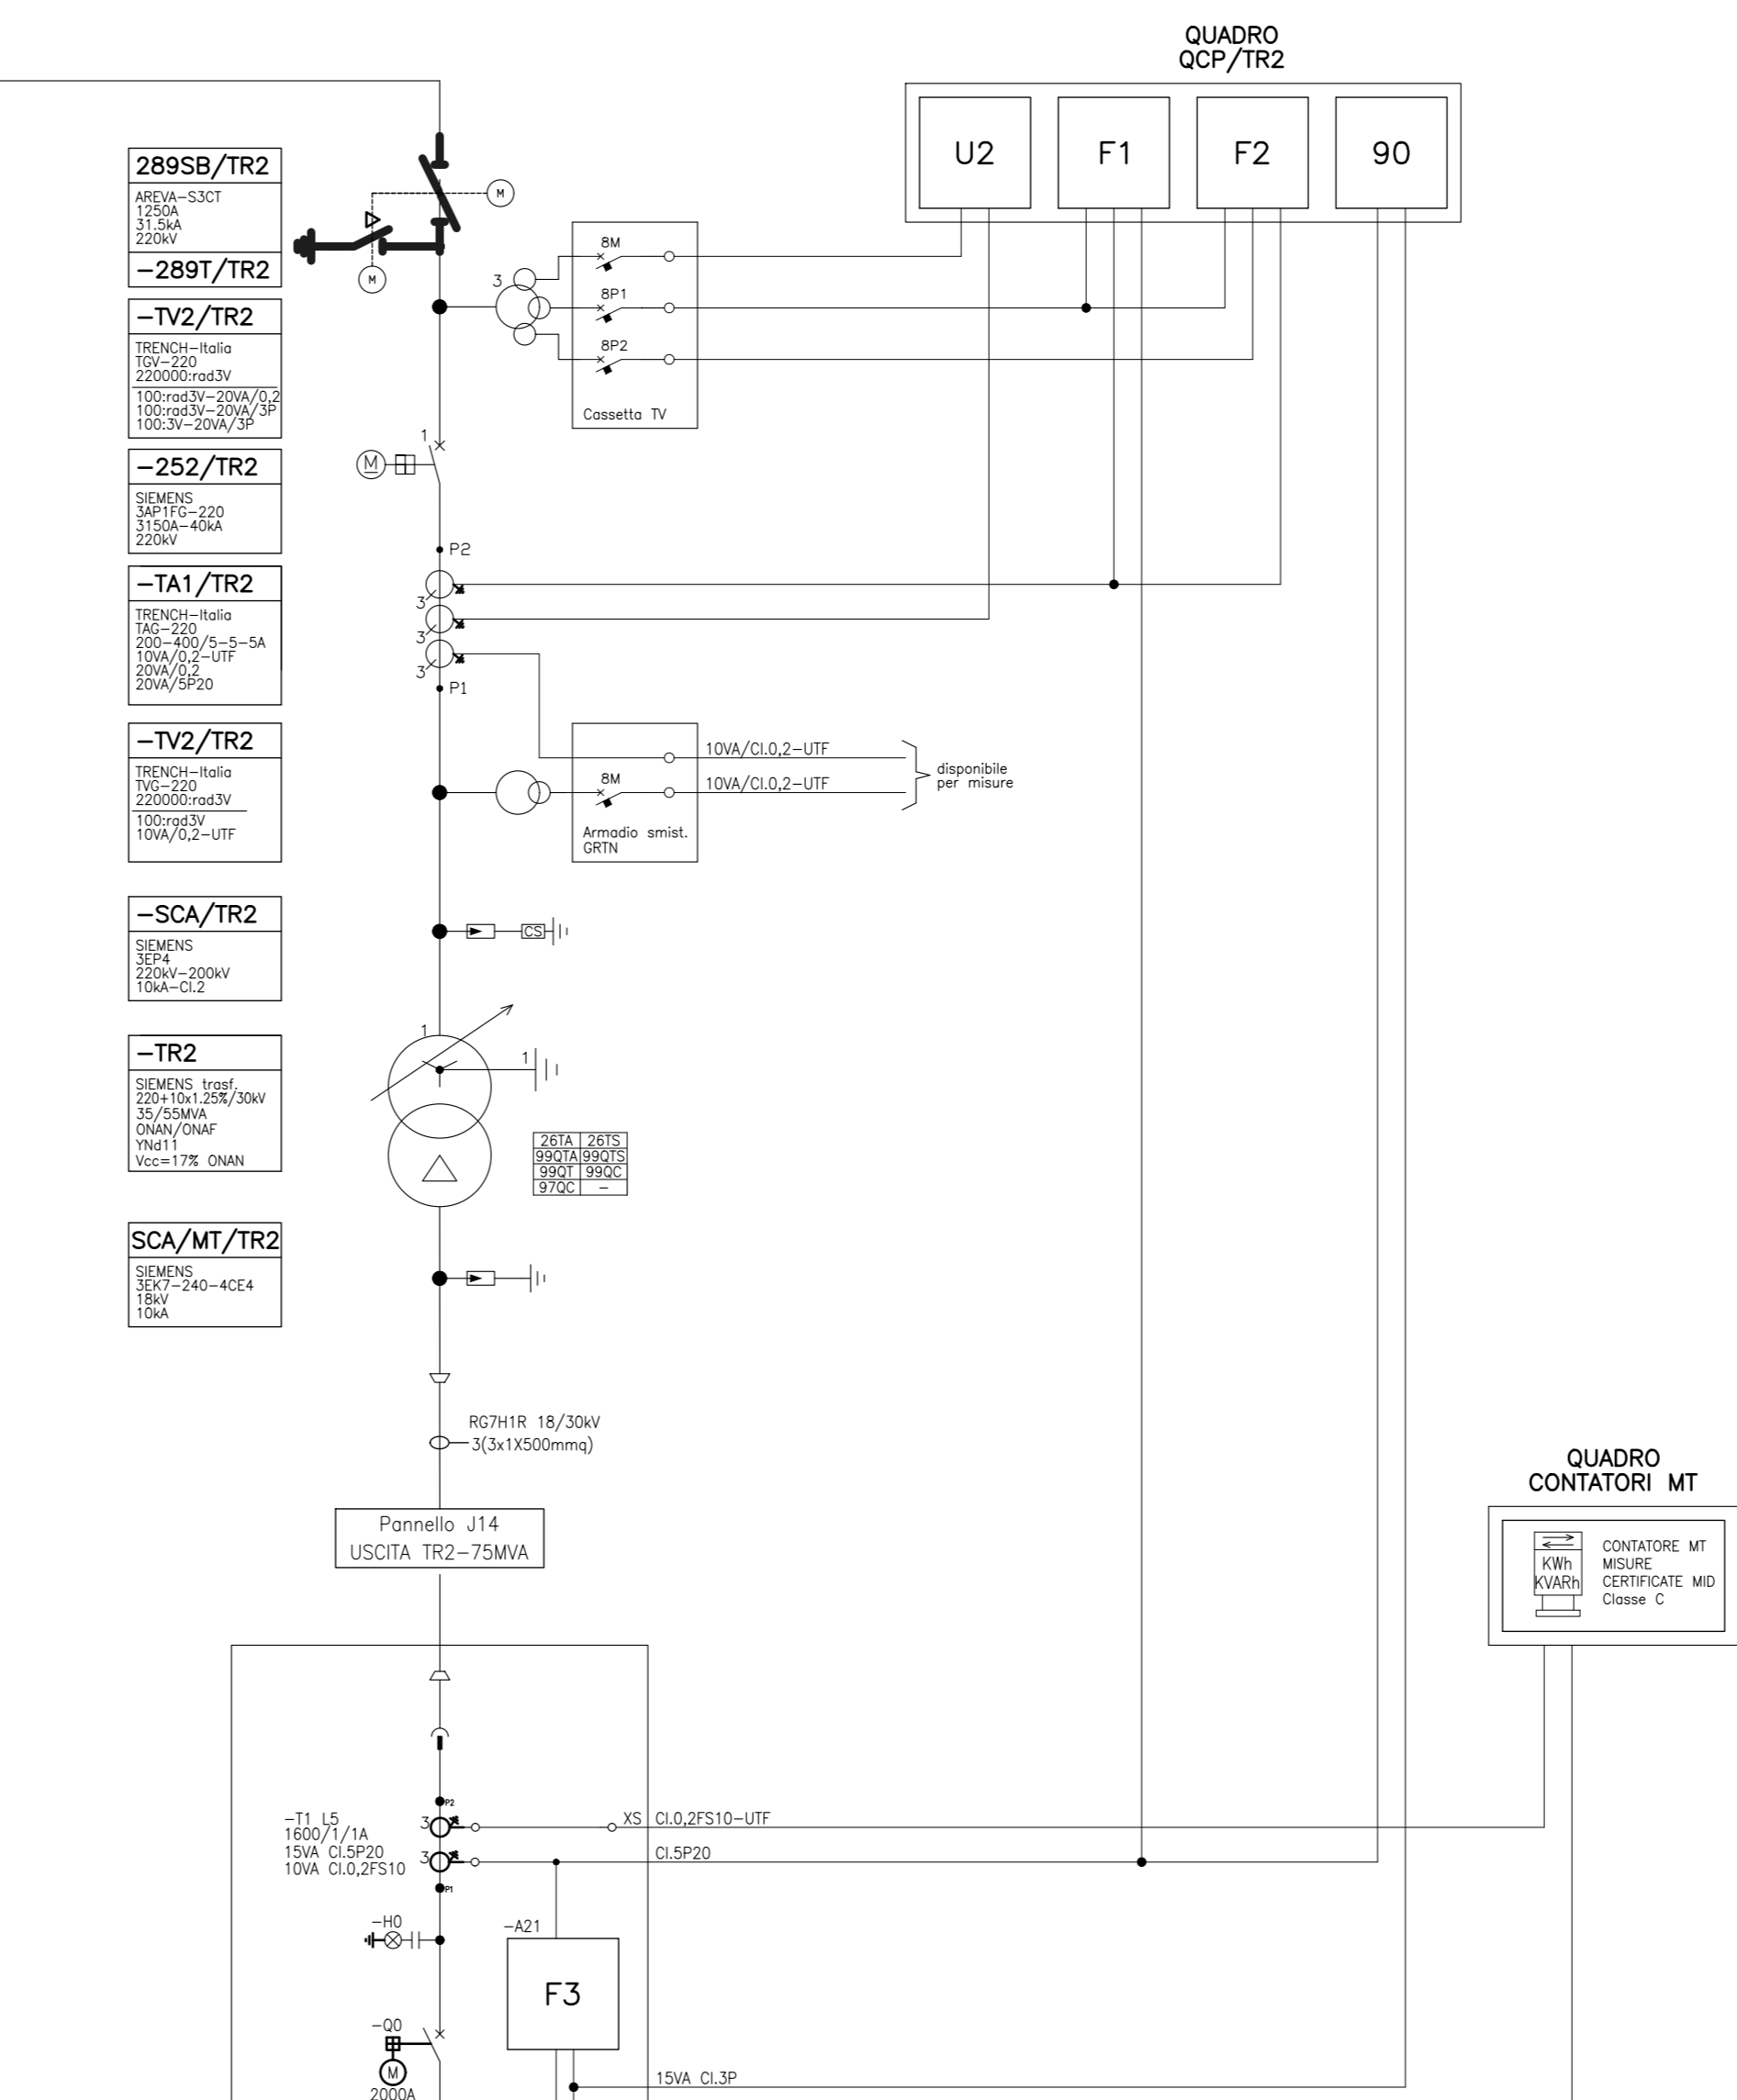 QUADRO
QCP/TR2
U2 F1 F2 90
289SB/TR2
AREVA-S3CT
1250A
31.5kA
220kV
-289T/TR2
M
M
-TV2/TR2
TRENCH-Italia
TGV-220
220000:rad3V
100:rad3V-20VA/0,2
100:rad3V-20VA/3P
100:3V-20VA/3P
3
8M
8P1
8P2
Cassetta TV
-252/TR2
SIEMENS
3AP1FG-220
3150A-40kA
220kV
1
M
-TA1/TR2
TRENCH-Italia
TAG-220
200-400/5-5-5A
10VA/0,2-UTF
20VA/0,2
20VA/5P20
P2
3
3
3
P1
-TV2/TR2
TRENCH-Italia
TVG-220
220000:rad3V
100:rad3V
10VA/0,2-UTF
8M
Armadio smist.
GRTN
10VA/Cl.0,2-UTF
10VA/Cl.0,2-UTF
disponibile
per misure
-SCA/TR2
SIEMENS
3EP4
220kV-200kV
10kA-Cl.2
CS
-TR2
SIEMENS trasf.
220+10x1.25%/30kV
35/55MVA
ONAN/ONAF
YNd11
Vcc=17% ONAN
1
1
26TA 26TS
99QTA 99QTS
99QT 99QC
97QC -
SCA/MT/TR2
SIEMENS
3EK7-240-4CE4
18kV
10kA
RG7H1R 18/30kV
3(3x1X500mmq)
Pannello J14
USCITA TR2-75MVA
QUADRO
CONTATORI MT
KWh
KVARh
CONTATORE MT
MISURE
CERTIFICATE MID
Classe C
-T1 L5
1600/1/1A
15VA Cl.5P20
10VA Cl.0,2FS10
P2
3
3
P1
XS Cl.0,2FS10-UTF
Cl.5P20
-H0
-A21
F3
-Q0
M
2000A
15VA Cl.3P